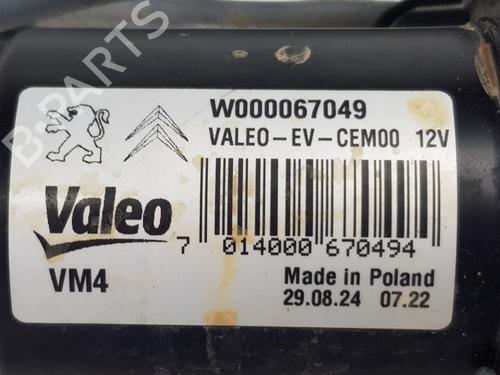 W000067049
VALEO-EV-CEM00 12V
Valeo
7 014000 670494
VM4
Made in Poland
29.08.24 07.22
B-PARTS